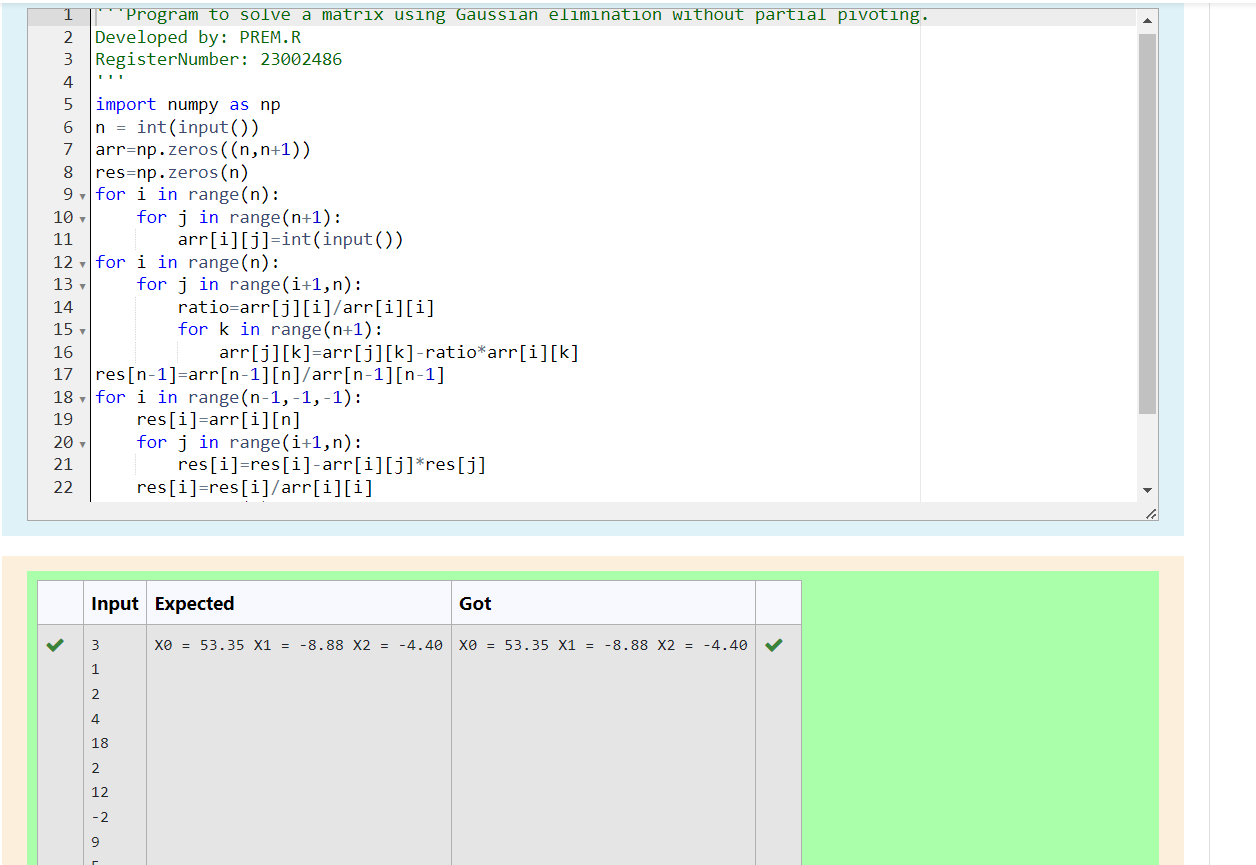 1 '''Program to solve a matrix using Gaussian elimination without partial pivoting.
2 Developed by: PREM.R
3 RegisterNumber: 23002486
4 '''
5 import numpy as np
6 n = int(input())
7 arr=np.zeros((n,n+1))
8 res=np.zeros(n)
9 for i in range(n):
10     for j in range(n+1):
11         arr[i][j]=int(input())
12 for i in range(n):
13     for j in range(i+1,n):
14         ratio=arr[j][i]/arr[i][i]
15         for k in range(n+1):
16             arr[j][k]=arr[j][k]-ratio*arr[i][k]
17 res[n-1]=arr[n-1][n]/arr[n-1][n-1]
18 for i in range(n-1,-1,-1):
19     res[i]=arr[i][n]
20     for j in range(i+1,n):
21         res[i]=res[i]-arr[i][j]*res[j]
22     res[i]=res[i]/arr[i][i]
Input Expected Got
3 X0 = 53.35 X1 = -8.88 X2 = -4.40 X0 = 53.35 X1 = -8.88 X2 = -4.40
1
2
4
18
2
12
-2
9